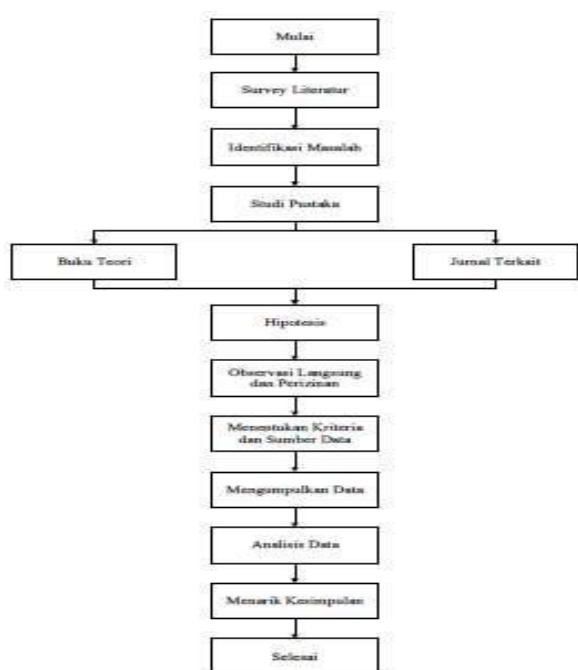 Mulai
Survey Literatur
Identifikasi Masalah
Studi Pustaka
Buku Teori
Jurnal Terkait
Hipotesis
Observasi Langsung
dan Perizinan
Menentukan Kriteria
dan Sumber Data
Mengumpulkan Data
Analisis Data
Menarik Kesimpulan
Selesai